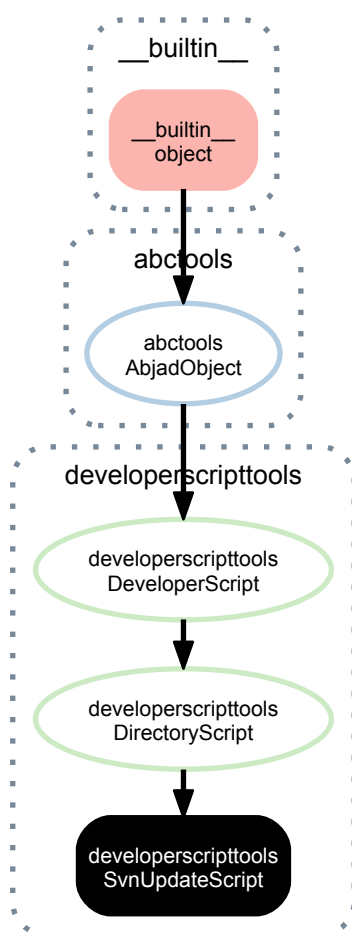 __builtin__
__builtin__
object
abctools
abctools
AbjadObject
developerscripttools
developerscripttools
DeveloperScript
developerscripttools
DirectoryScript
developerscripttools
SvnUpdateScript